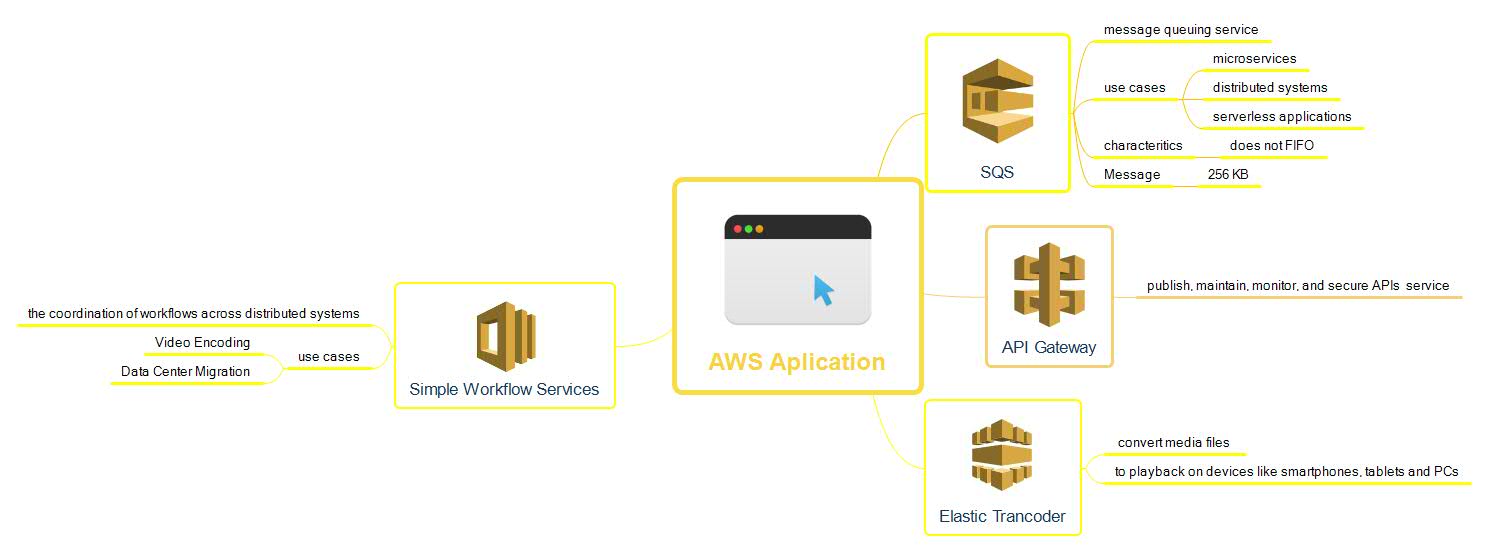 message queuing service
microservices
use cases
distributed systems
serverless applications
characteritics
does not FIFO
SQS
Message
256 KB
publish, maintain, monitor, and secure APIs  service
API Gateway
the coordination of workflows across distributed systems
Video Encoding
use cases
Data Center Migration
Simple Workflow Services
AWS Aplication
convert media files
to playback on devices like smartphones, tablets and PCs
Elastic Trancoder